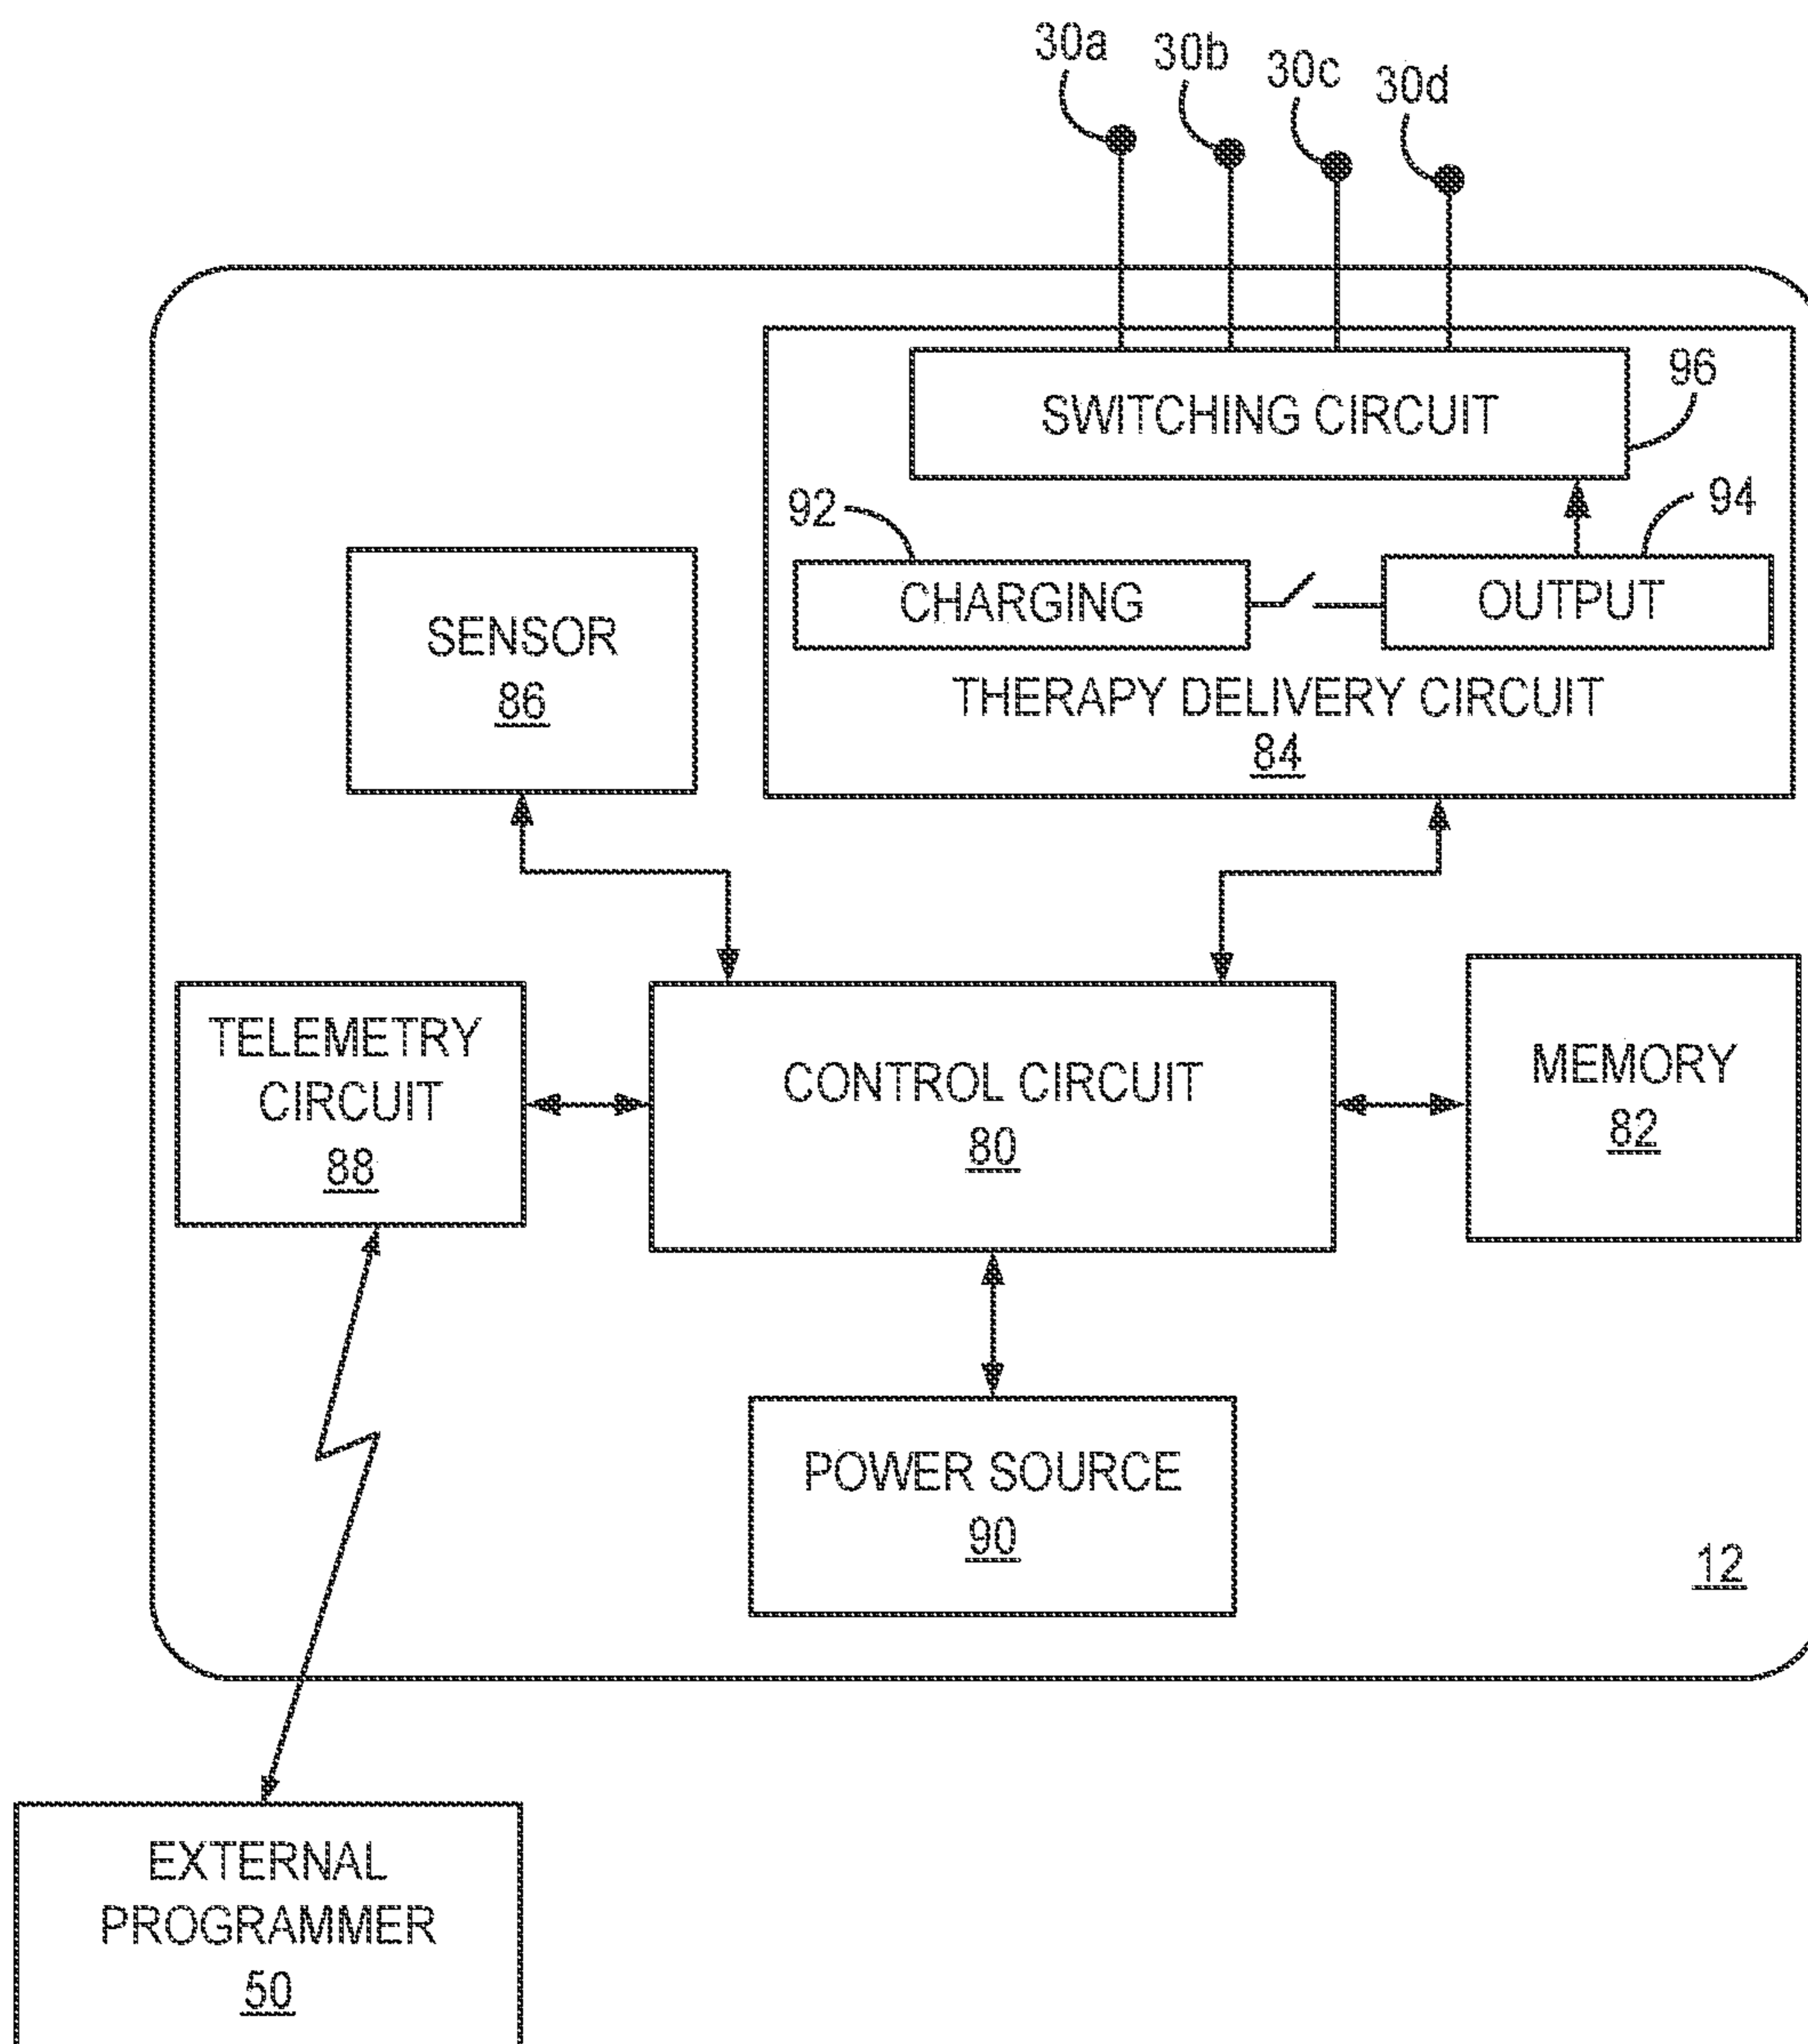 30a
30b
30c
30d
SWITCHING CIRCUIT
96
92
94
CHARGING
OUTPUT
THERAPY DELIVERY CIRCUIT
84
SENSOR
86
TELEMETRY
CIRCUIT
88
CONTROL CIRCUIT
80
MEMORY
82
POWER SOURCE
90
12
EXTERNAL
PROGRAMMER
50